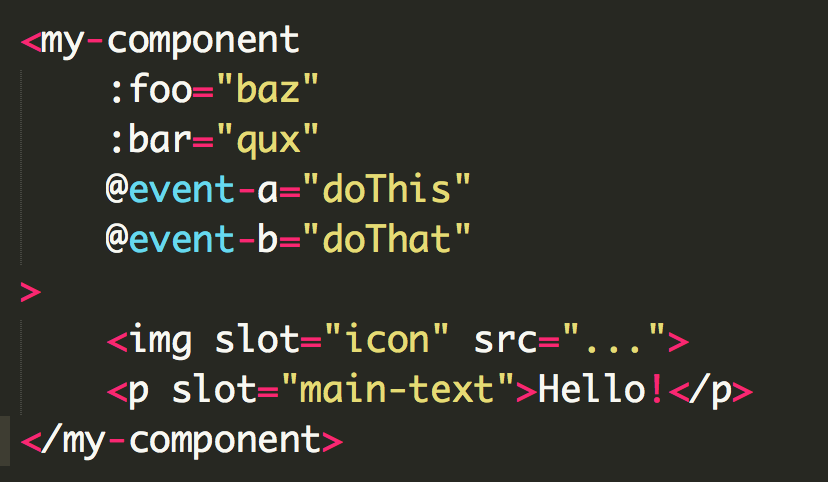 <my-component
:foo="baz"
:bar="qux"
@event-a="doThis"
@event-b="doThat"
>
<img slot="icon" src="...">
<p slot="main-text">Hello!</p>
</my-component>